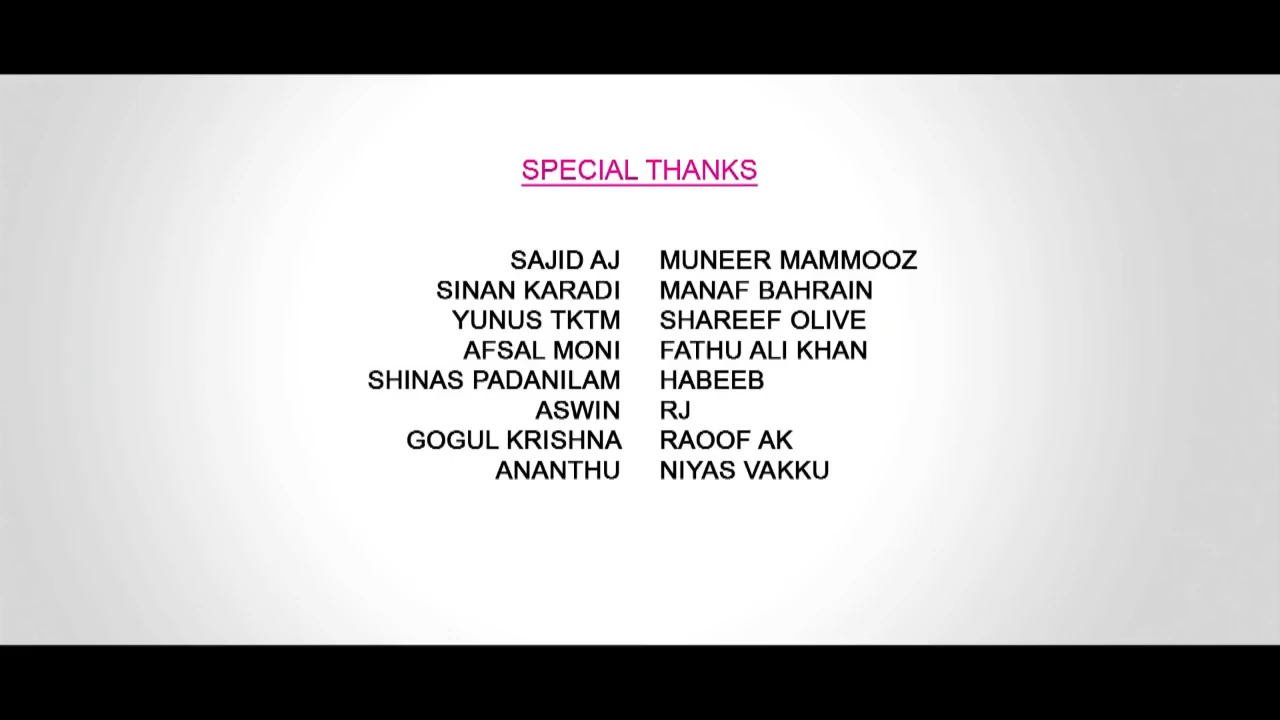 SPECIAL THANKS
SAJID AJ MUNEER MAMMOOZ
SINAN KARADI MANAF BAHRAIN
YUNUS TKTM SHAREEF OLIVE
AFSAL MONI FATHU ALI KHAN
SHINAS PADANILAM HABEEB
ASWIN RJ
GOGUL KRISHNA RAOOF AK
ANANTHU NIYAS VAKKU